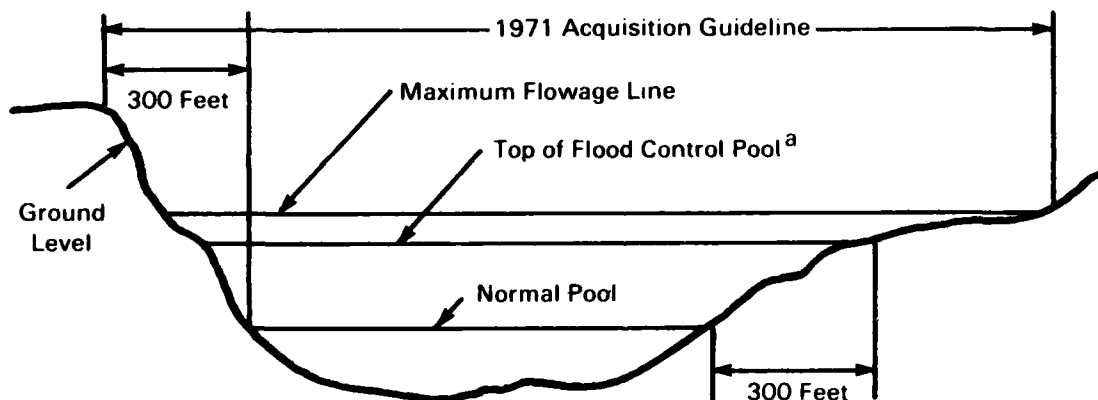 1971 Acquisition Guideline
300 Feet
Maximum Flowage Line
Top of Flood Control Pool a
Ground
Level
Normal Pool
300 Feet